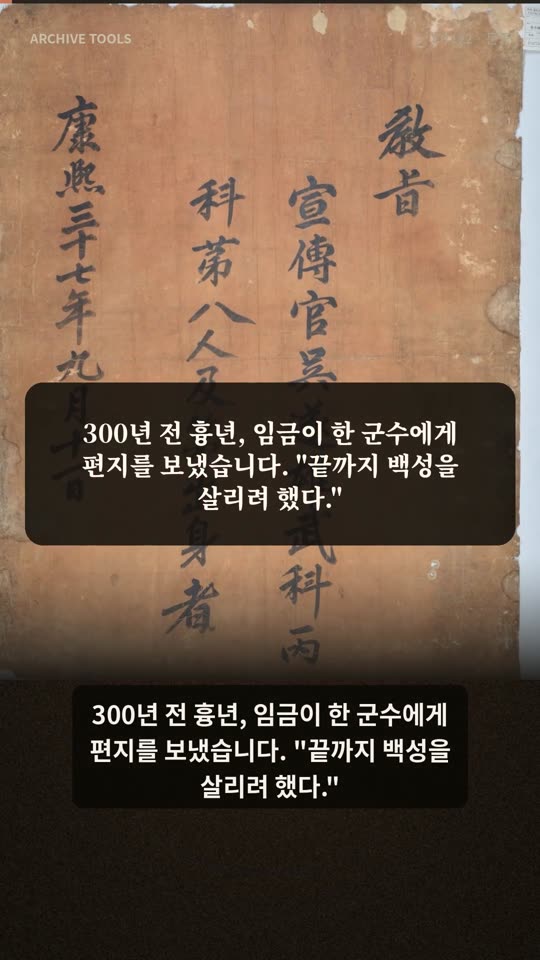 ARCHIVE TOOLS
敎旨
宣傳官吳 武科丙
科第八人及 身者
康熙三十七年九月十
300년 전 흉년, 임금이 한 군수에게
편지를 보냈습니다. "끝까지 백성을
살리려 했다."
300년 전 흉년, 임금이 한 군수에게
편지를 보냈습니다. "끝까지 백성을
살리려 했다."